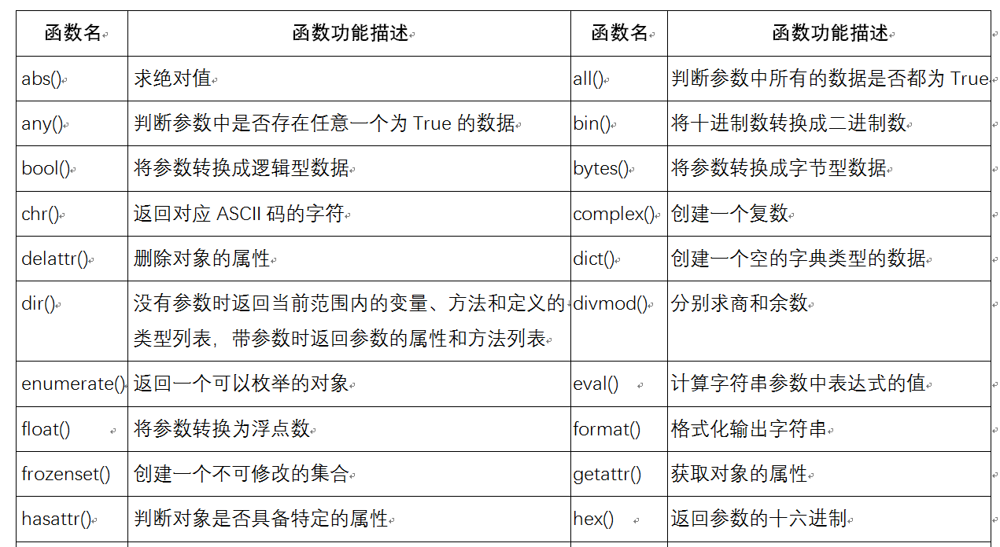 函数名 函数功能描述 函数名 函数功能描述
abs() 求绝对值 all() 判断参数中所有的数据是否都为 True
any() 判断参数中是否存在任意一个为 True 的数据 bin() 将十进制数转换成二进制数
bool() 将参数转换成逻辑型数据 bytes() 将参数转换成字节型数据
chr() 返回对应 ASCII 码的字符 complex() 创建一个复数
delattr() 删除对象的属性 dict() 创建一个空的字典类型的数据
dir() 没有参数时返回当前范围内的变量、方法和定义的 divmod() 分别求商和余数
类型列表，带参数时返回参数的属性和方法列表
enumerate() 返回一个可以枚举的对象 eval() 计算字符串参数中表达式的值
float() 将参数转换为浮点数 format() 格式化输出字符串
frozenset() 创建一个不可修改的集合 getattr() 获取对象的属性
hasattr() 判断对象是否具备特定的属性 hex() 返回参数的十六进制